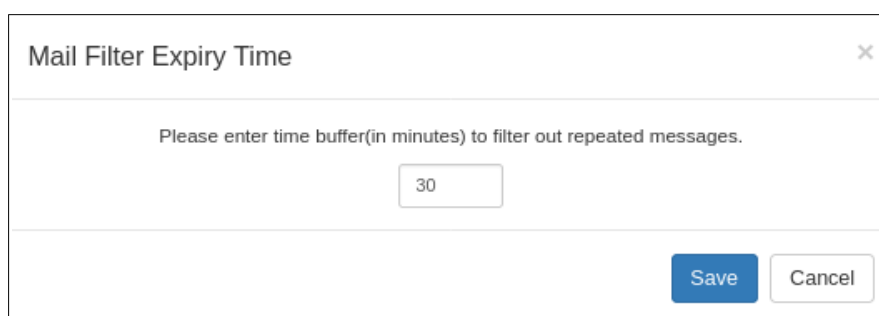 Mail Filter Expiry Time ×
Please enter time buffer(in minutes) to filter out repeated messages.
30
Save Cancel